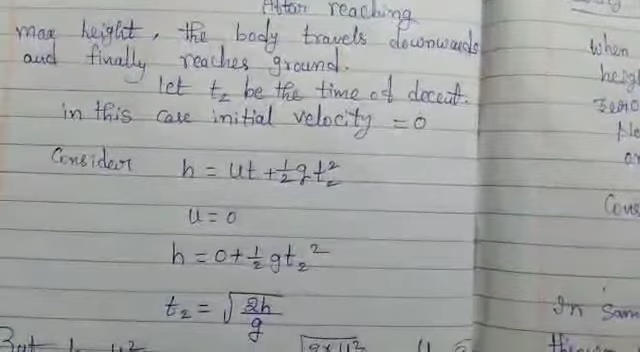 After reaching
max height, the body travels downwards
and finally reaches ground.
let t₂ be the time of decent.
in this case initial velocity = 0
Consider h = ut + ½ g t₂²
u = 0
h = 0 + ½ g t₂²
t₂ = √(2h/g)
But
when
heigh
zero
Cons
In sam